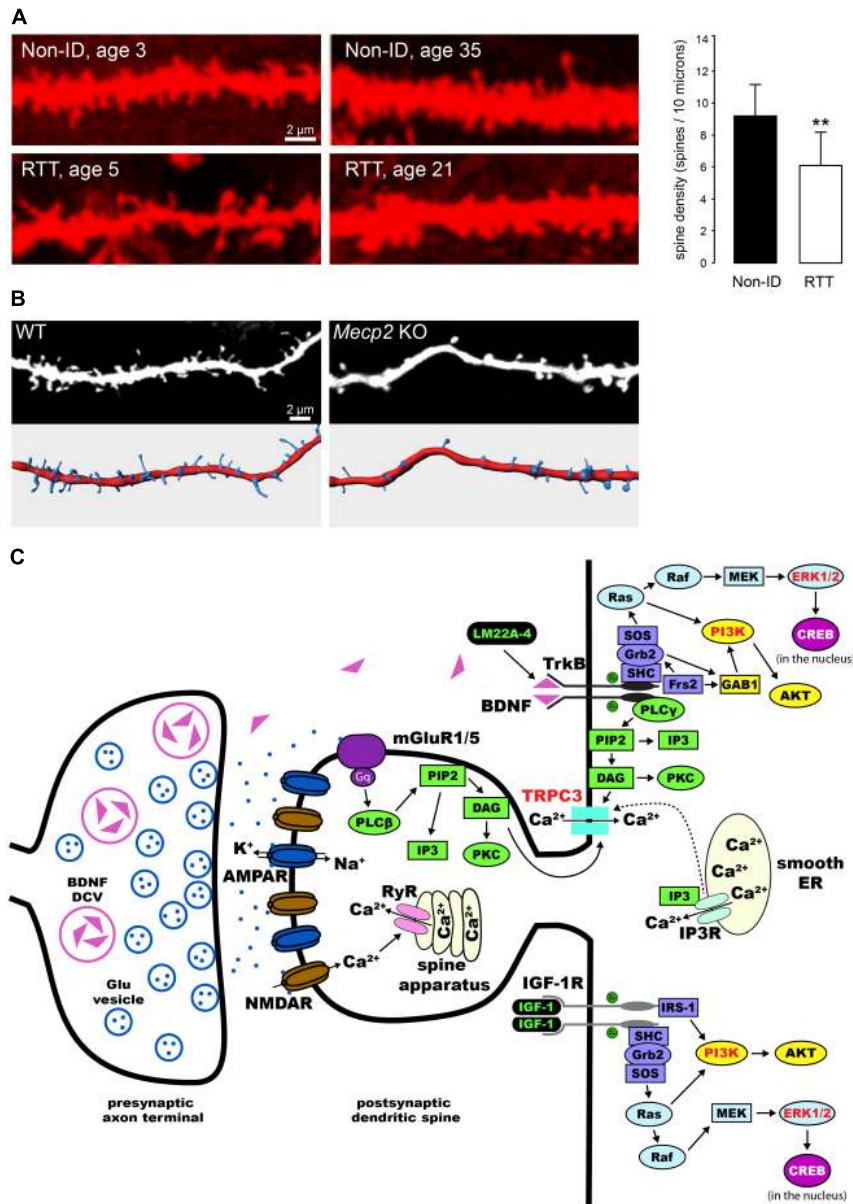 A
Non-ID, age 3
Non-ID, age 35
2 µm
RTT, age 5
RTT, age 21
spine density (spines / 10 microns)
14
12
10
8
6
4
2
0
**
Non-ID
RTT
B
WT
Mecp2 KO
2 µm
C
Raf
MEK
ERK1/2
Ras
LM22A-4
SOS
PI3K
CREB
(in the nucleus)
TrkB
Grb2
SHC
Frs2
GAB1
AKT
BDNF
PLCγ
mGluR1/5
PIP2
IP3
Gq
PIP2
DAG
PKC
TRPC3
DAG
PLCβ
Ca²⁺
Ca²⁺
K⁺
Na⁺
IP3
PKC
AMPAR
Ca²⁺
Ca²⁺
Ca²⁺
smooth
ER
BDNF
DCV
RyR
IP3
Ca²⁺
Ca²⁺
Ca²⁺
Ca²⁺
IP3R
Ca²⁺
spine
apparatus
Glu
vesicle
NMDAR
IGF-1R
IGF-1
IRS-1
IGF-1
SHC
Grb2
PI3K
AKT
SOS
presynaptic
axon terminal
postsynaptic
dendritic spine
Ras
MEK
ERK1/2
Raf
CREB
(in the nucleus)